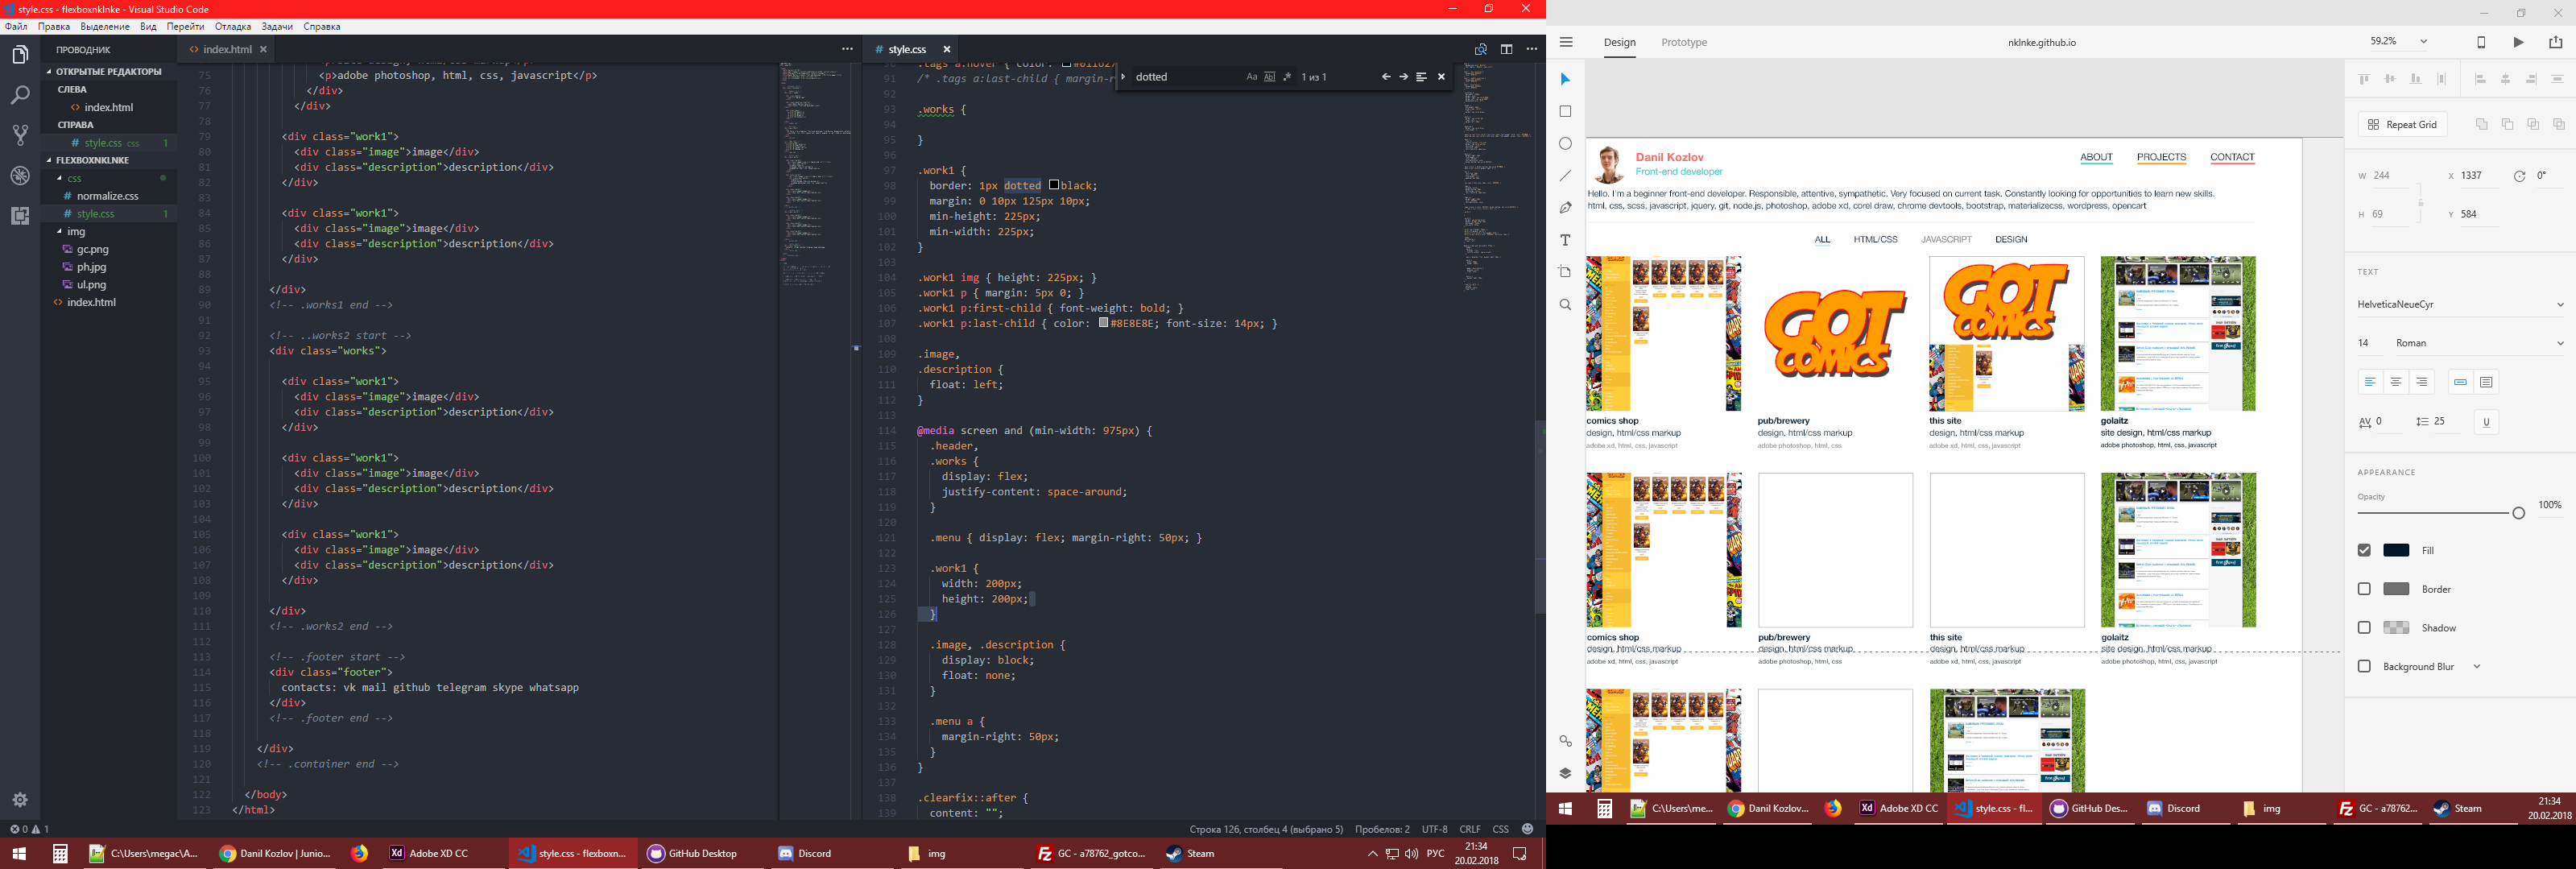 style.css - flexboxnklnke - Visual Studio Code
Файл Правка Выделение Вид Перейти Отладка Задачи Справка
ПРОВОДНИК
ОТКРЫТЫЕ РЕДАКТОРЫ
СЛЕВА
index.html
СПРАВА
style.css css 1
FLEXBOXNKLNKE
css
normalize.css
style.css 1
img
gc.png
ph.jpg
ul.png
index.html
index.html
75 <p>adobe photoshop, html, css, javascript</p>
76 </div>
77 </div>
78
79 <div class="work1">
80 <div class="image">image</div>
81 <div class="description">description</div>
82 </div>
83
84 <div class="work1">
85 <div class="image">image</div>
86 <div class="description">description</div>
87 </div>
88
89 </div>
90 <!-- .works1 end -->
91
92 <!-- ..works2 start -->
93 <div class="works">
94
95 <div class="work1">
96 <div class="image">image</div>
97 <div class="description">description</div>
98 </div>
99
100 <div class="work1">
101 <div class="image">image</div>
102 <div class="description">description</div>
103 </div>
104
105 <div class="work1">
106 <div class="image">image</div>
107 <div class="description">description</div>
108 </div>
109
110 </div>
111 <!-- .works2 end -->
112
113 <!-- .footer start -->
114 <div class="footer">
115 contacts: vk mail github telegram skype whatsapp
116 </div>
117 <!-- .footer end -->
118
119 </div>
120 <!-- .container end -->
121
122 </body>
123 </html>
style.css
dotted
Aa Abl .* 1 из 1
91 /* .tags a:last-child { margin-r
92
93 .works {
94
95 }
96
97 .work1 {
98 border: 1px dotted black;
99 margin: 0 10px 125px 10px;
100 min-height: 225px;
101 min-width: 225px;
102 }
103
104 .work1 img { height: 225px; }
105 .work1 p { margin: 5px 0; }
106 .work1 p:first-child { font-weight: bold; }
107 .work1 p:last-child { color: #8E8E8E; font-size: 14px; }
108
109 .image,
110 .description {
111 float: left;
112 }
113
114 @media screen and (min-width: 975px) {
115 .header,
116 .works {
117 display: flex;
118 justify-content: space-around;
119 }
120
121 .menu { display: flex; margin-right: 50px; }
122
123 .work1 {
124 width: 200px;
125 height: 200px;
126 }
127
128 .image, .description {
129 display: block;
130 float: none;
131 }
132
133 .menu a {
134 margin-right: 50px;
135 }
136 }
137
138 .clearfix::after {
139 content: "";
0 1
Строка 126, столбец 4 (выбрано 5) Пробелов: 2 UTF-8 CRLF CSS
C:\Users\megac\A... Danil Kozlov | Junio... Adobe XD CC style.css - flexboxn... GitHub Desktop Discord img GC - a78762_gotco... Steam РУС 21:34
20.02.2018
Design Prototype nklnke.github.io 59.2%
Danil Kozlov
Front-end developer
ABOUT PROJECTS CONTACT
Hello. I'm a beginner front-end developer. Responsible, attentive, sympathetic. Very focused on current task. Constantly looking for opportunities to learn new skills.
html, css, scss, javascript, jquery, git, node.js, photoshop, adobe xd, corel draw, chrome devtools, bootstrap, materializecss, wordpress, opencart
ALL HTML/CSS JAVASCRIPT DESIGN
GOT COMICS
GOT COMICS
comics shop pub/brewery this site golaitz
design, html/css markup design, html/css markup design, html/css markup site design, html/css markup
adobe xd, html, css, javascript adobe photoshop, html, css adobe xd, html, css, javascript adobe photoshop, html, css, javascript
comics shop pub/brewery this site golaitz
design, html/css markup design, html/css markup design, html/css markup site design, html/css markup
adobe xd, html, css, javascript adobe photoshop, html, css adobe xd, html, css, javascript adobe photoshop, html, css, javascript
Repeat Grid
W 244 X 1337 0°
H 69 Y 584
TEXT
HelveticaNeueCyr
14 Roman
AV 0 25 U
APPEARANCE
Opacity
100%
Fill
Border
Shadow
Background Blur
C:\Users\me... Danil Kozlov... Adobe XD CC style.css - fl... GitHub Des... Discord img GC - a78762... Steam 21:34
20.02.2018